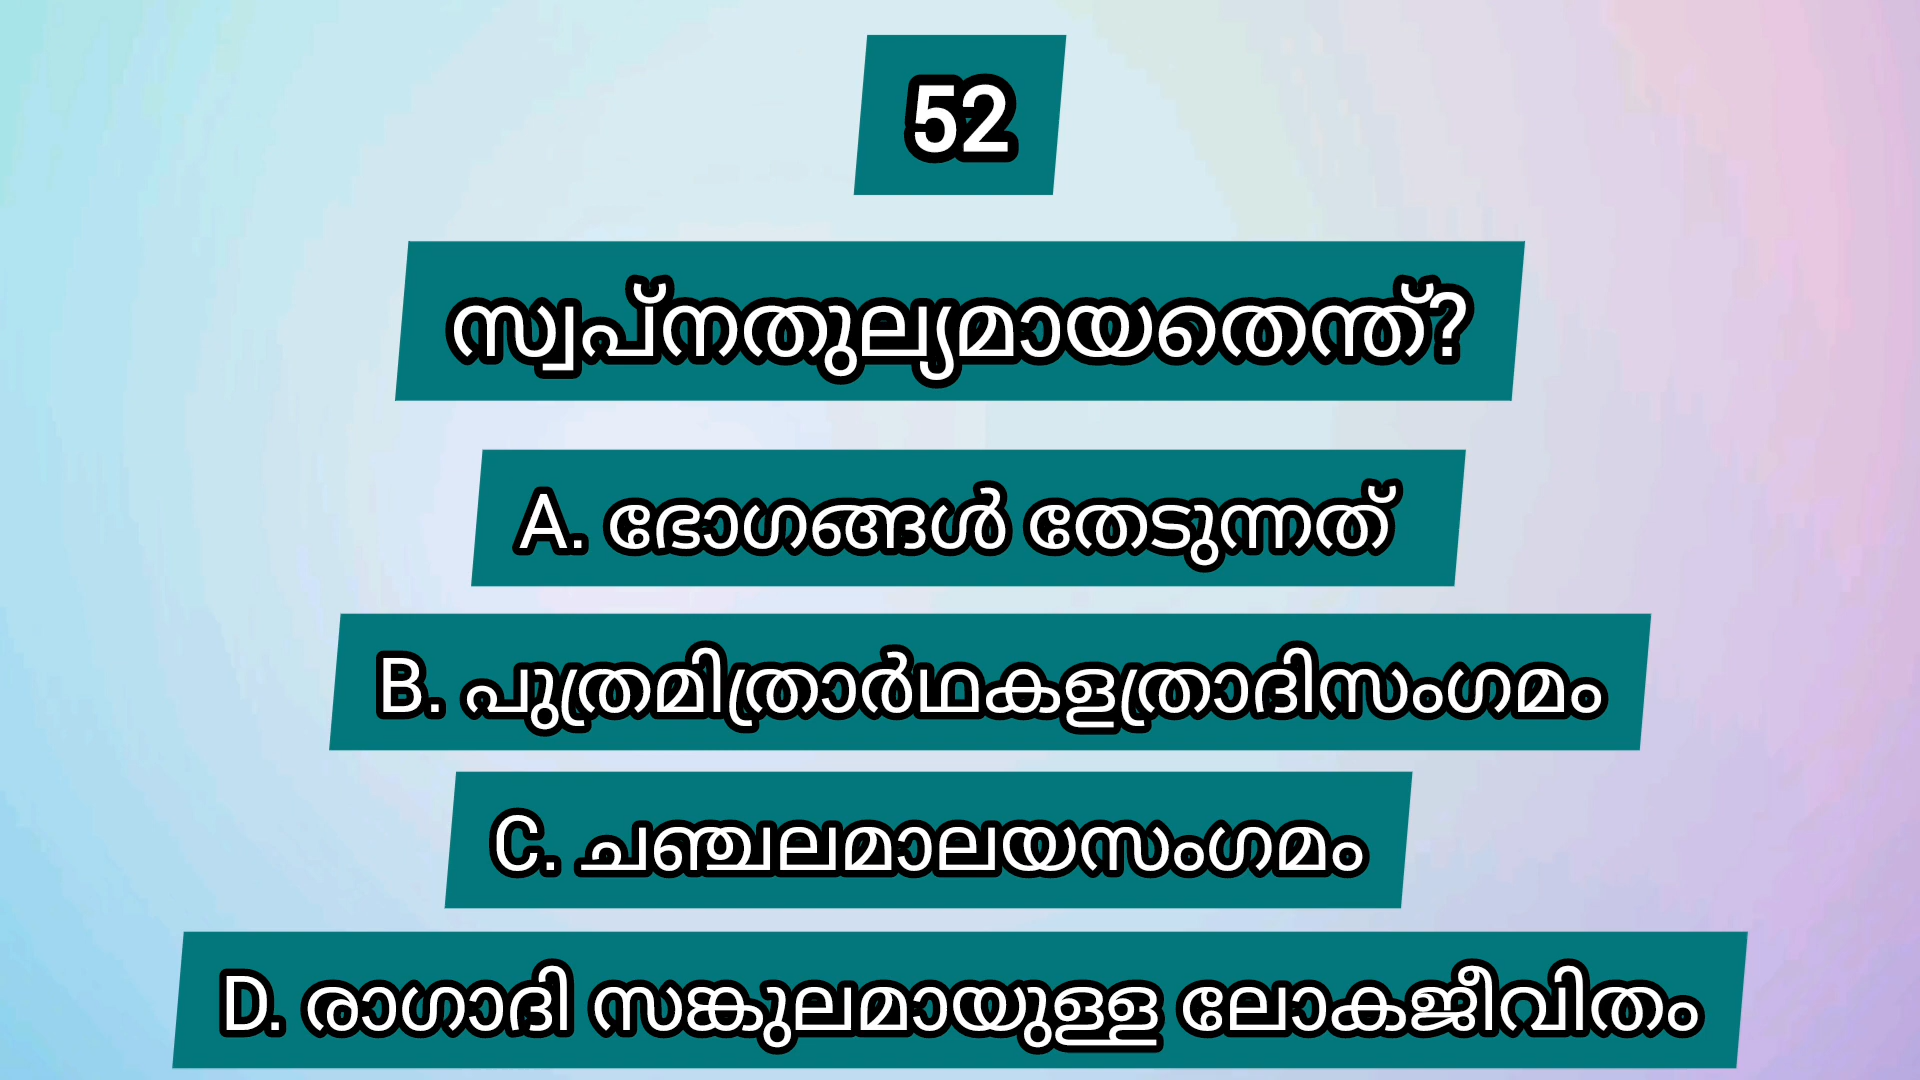 52
സ്വപ്നതുല്യമായതെന്ത്?
A. ഭോഗങ്ങൾ തേടുന്നത്
B. പുത്രമിത്രാർഥകളത്രാദിസംഗമം
C. ചഞ്ചലമാലയസംഗമം
D. രാഗാദി സങ്കുലമായുള്ള ലോകജീവിതം